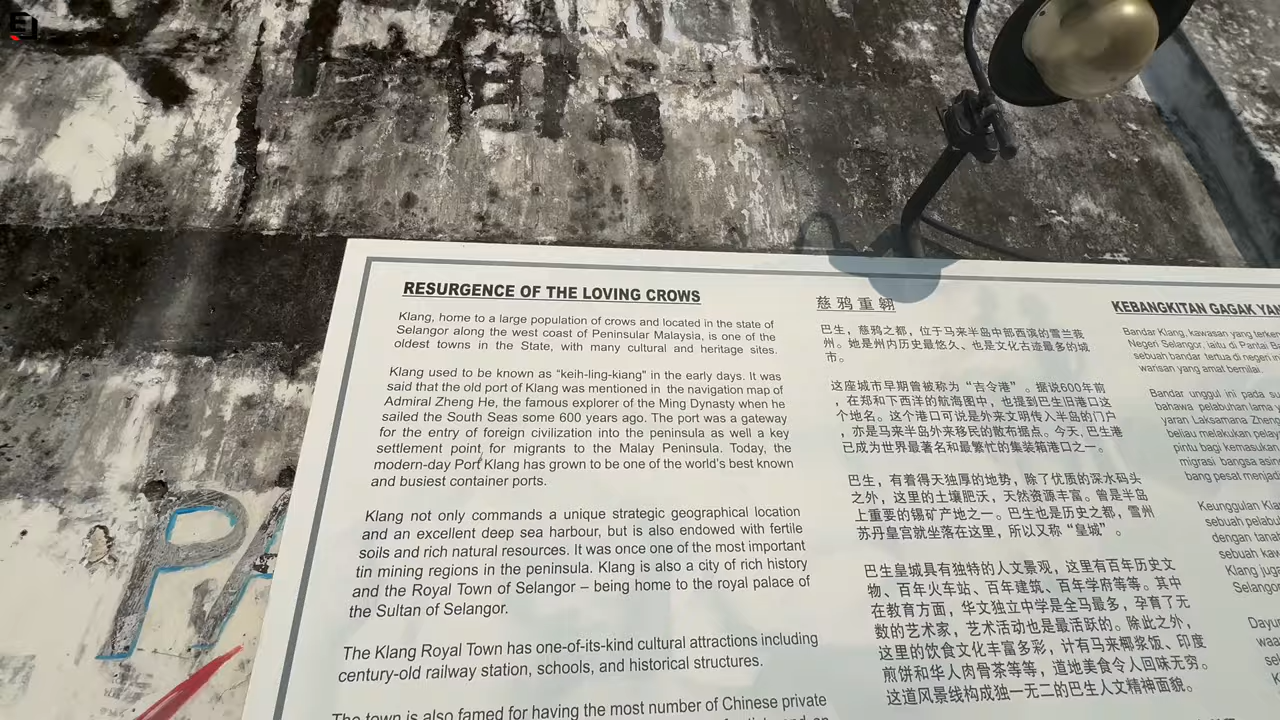 EJ
PA
RESURGENCE OF THE LOVING CROWS
Klang, home to a large population of crows and located in the state of
Selangor along the west coast of Peninsular Malaysia, is one of the
oldest towns in the State, with many cultural and heritage sites.
Klang used to be known as "keih-ling-kiang" in the early days. It was
said that the old port of Klang was mentioned in the navigation map of
Admiral Zheng He, the famous explorer of the Ming Dynasty when he
sailed the South Seas some 600 years ago. The port was a gateway
for the entry of foreign civilization into the peninsula as well a key
settlement point for migrants to the Malay Peninsula. Today, the
modern-day Port Klang has grown to be one of the world's best known
and busiest container ports.
Klang not only commands a unique strategic geographical location
and an excellent deep sea harbour, but is also endowed with fertile
soils and rich natural resources. It was once one of the most important
tin mining regions in the peninsula. Klang is also a city of rich history
and the Royal Town of Selangor – being home to the royal palace of
the Sultan of Selangor.
The Klang Royal Town has one-of-its-kind cultural attractions including
century-old railway station, schools, and historical structures.
The town is also famed for having the most number of Chinese private
慈鸦重翱
巴生，慈鸦之都，位于马来半岛中部西滨的雪兰莪
州。她是州内历史最悠久、也是文化古迹最多的城
市。
这座城市早期曾被称为“吉令港”。据说600年前
，在郑和下西洋的航海图中，也提到巴生旧港口这
个地名。这个港口可说是外来文明传入半岛的门户
，亦是马来半岛外来移民的散布据点。今天，巴生港
已成为世界最著名和最繁忙的集装箱港口之一。
巴生，有着得天独厚的地势，除了优质的深水码头
之外，这里的土壤肥沃，天然资源丰富。曾是半岛
上重要的锡矿产地之一。巴生也是历史之都，雪州
苏丹皇宫就坐落在这里，所以又称“皇城”。
巴生皇城具有独特的人文景观，这里有百年历史文
物、百年火车站、百年建筑、百年学府等等。其中
在教育方面，华文独立中学是全马最多，孕育了无
数的艺术家，艺术活动也是最活跃的。除此之外，
这里的饮食文化丰富多彩，计有马来椰浆饭、印度
煎饼和华人肉骨茶等等，道地美食令人回味无穷。
这道风景线构成独一无二的巴生人文精神面貌。
KEBANGKITAN GAGAK YAN
Bandar Klang, kawasan yang terke
Negeri Selangor, iaitu di Pantai Ba
sebuah bandar tertua di negeri
warisan yang amat bernilai.
Bandar unggul ini pada su
bahawa pelabuhan lama
yaran Laksamana Zheng
beliau melakukan pelay
pintu bagi kemasukan
migrasi bangsa asin
bang pesat menjad
Keunggulan Kla
sebuah pelab
dengan tana
sebuah kaw
Klang juga
Selango
Dayu